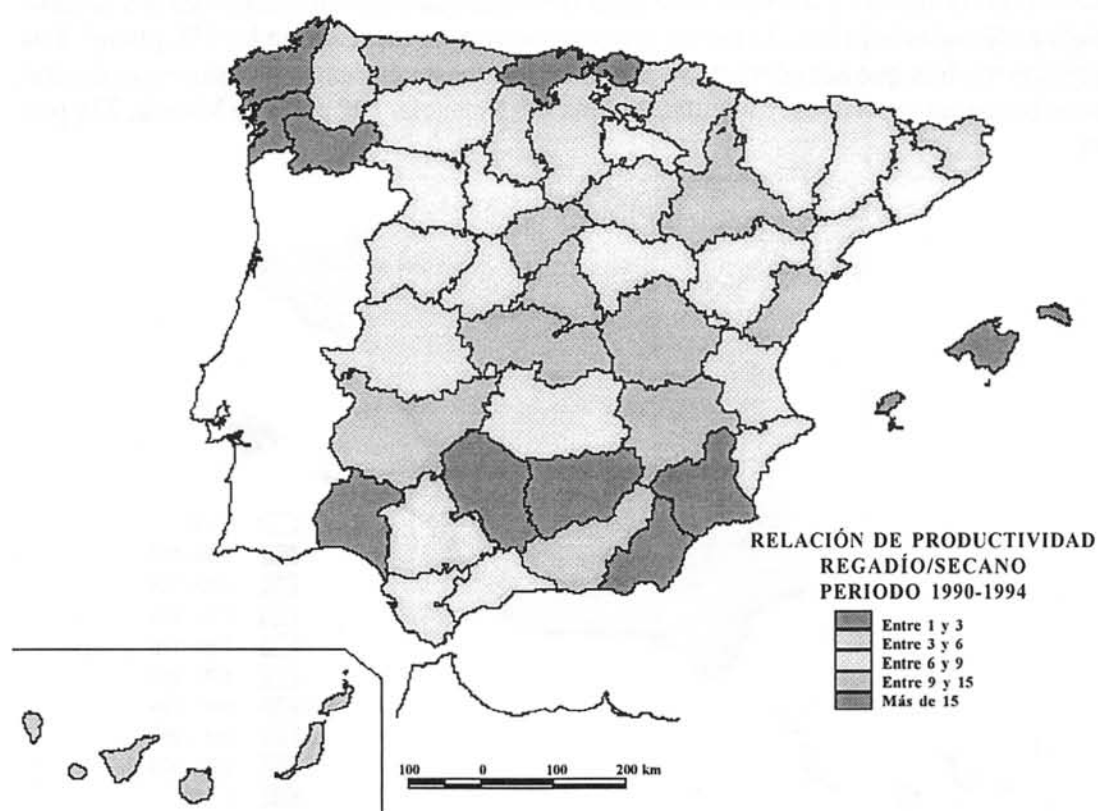 RELACIÓN DE PRODUCTIVIDAD
REGADÍO/SECANO
PERIODO 1990-1994
Entre 1 y 3
Entre 3 y 6
Entre 6 y 9
Entre 9 y 15
Más de 15
100 0 100 200 km